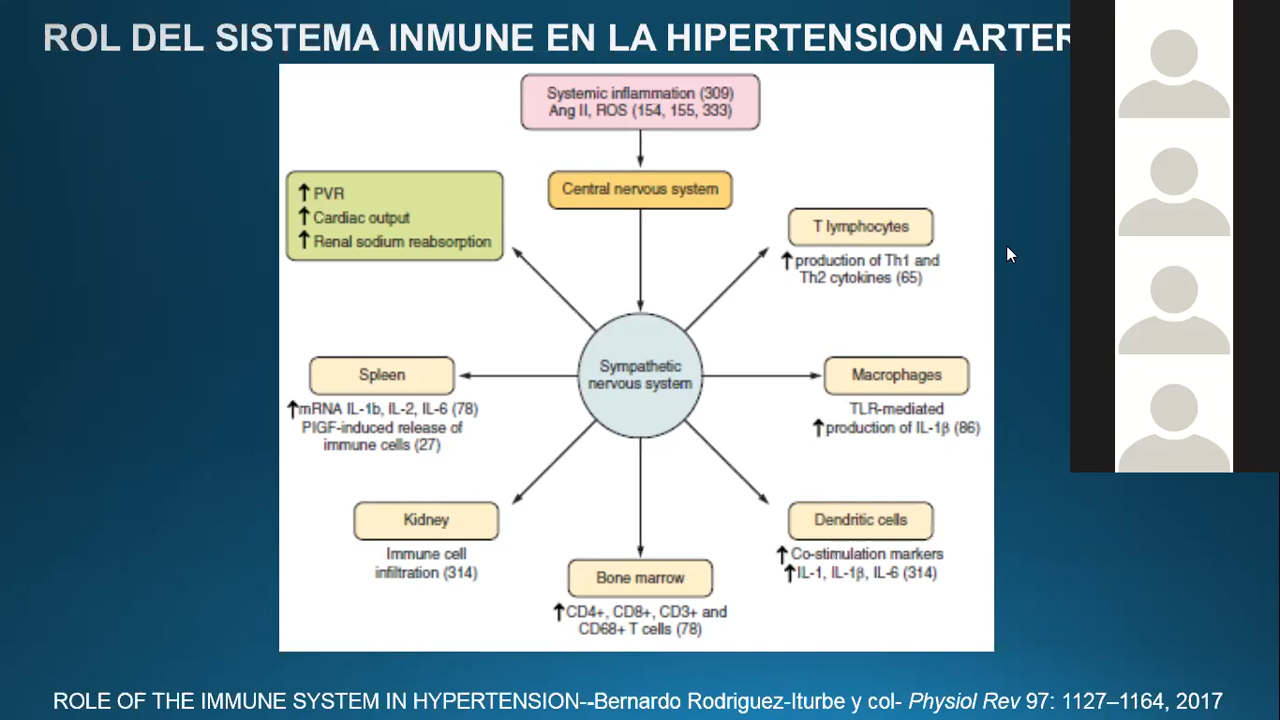 ROL DEL SISTEMA INMUNE EN LA HIPERTENSION ARTER
Systemic inflammation (309)
Ang II, ROS (154, 155, 333)
Central nervous system
↑ PVR
↑ Cardiac output
↑ Renal sodium reabsorption
T lymphocytes
↑production of Th1 and
Th2 cytokines (65)
Sympathetic
nervous system
Spleen
↑mRNA IL-1b, IL-2, IL-6 (78)
PIGF-induced release of
immune cells (27)
Macrophages
TLR-mediated
↑production of IL-1β (86)
Kidney
Immune cell
infiltration (314)
Dendritic cells
↑Co-stimulation markers
↑IL-1, IL-1β, IL-6 (314)
Bone marrow
↑CD4+, CD8+, CD3+ and
CD68+ T cells (78)
ROLE OF THE IMMUNE SYSTEM IN HYPERTENSION--Bernardo Rodriguez-Iturbe y col- Physiol Rev 97: 1127–1164, 2017